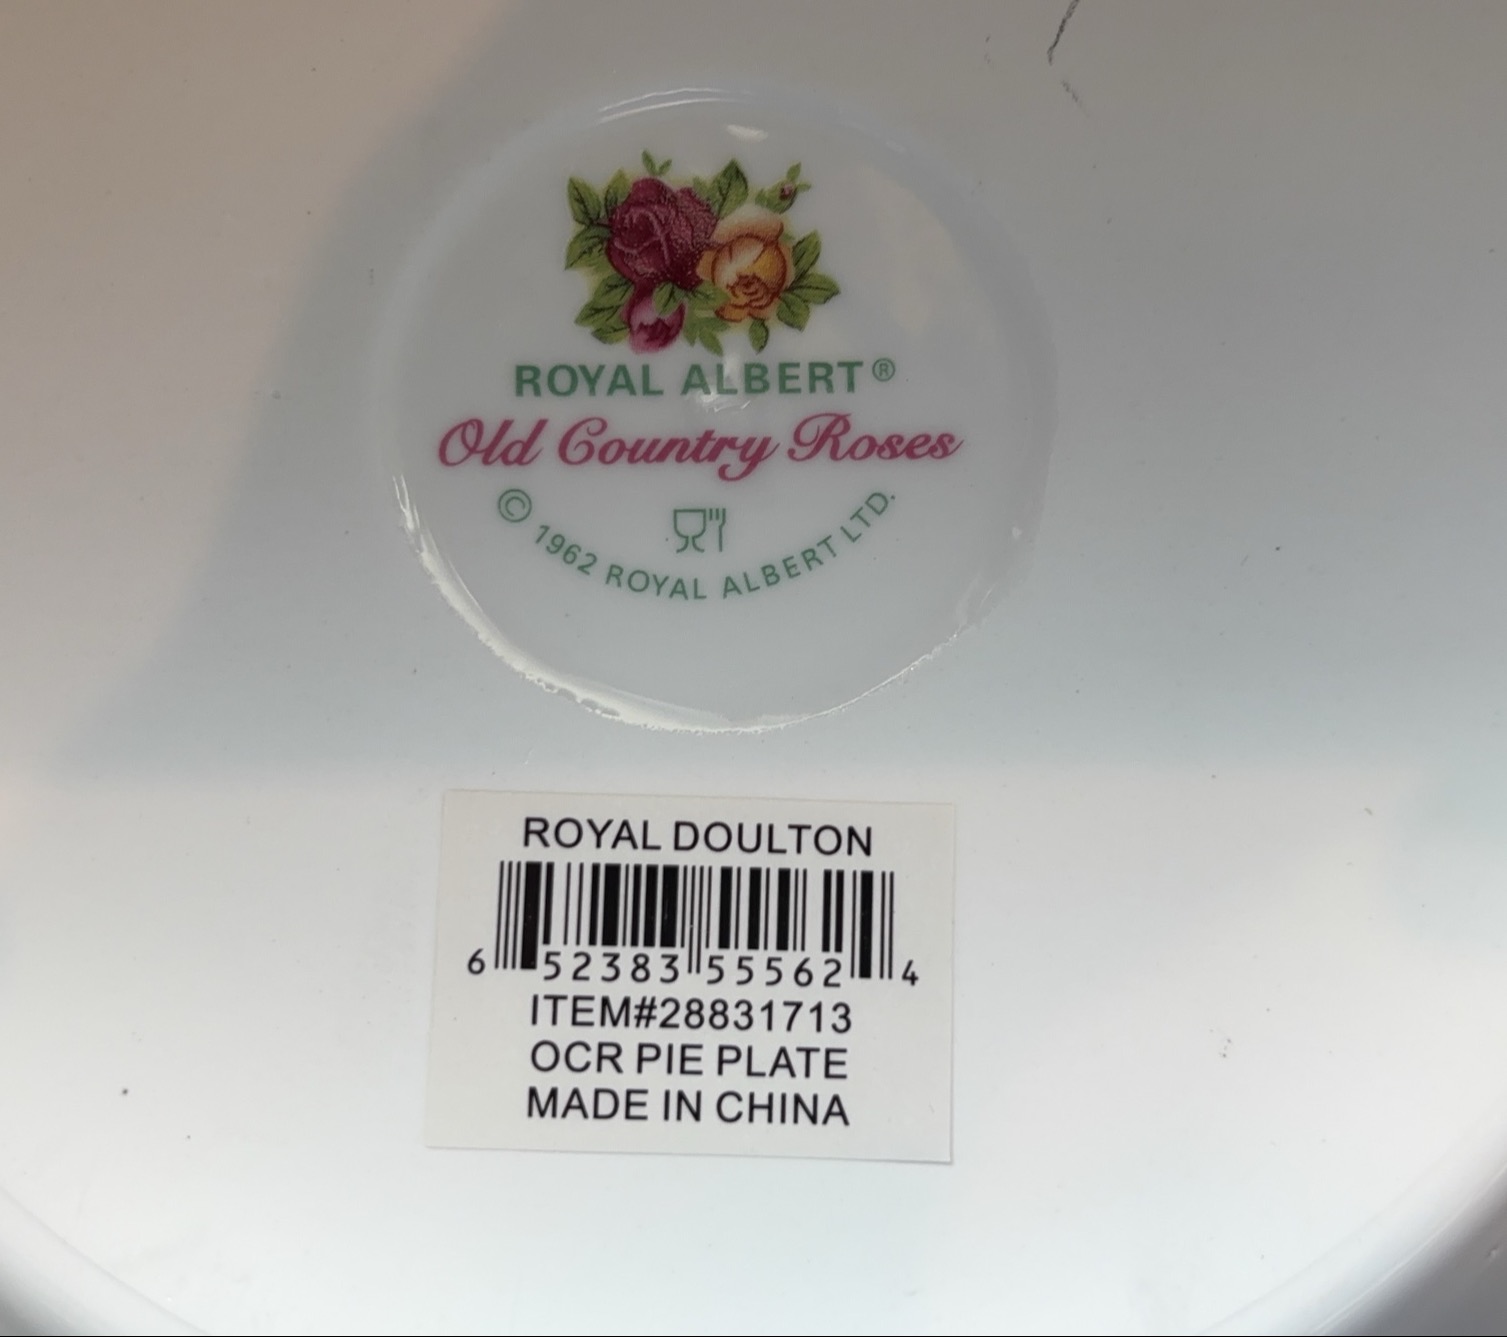 ROYAL ALBERT®
Old Country Roses
© 1962 ROYAL ALBERT LTD.
ROYAL DOULTON
6 52383 55562 4
ITEM#28831713
OCR PIE PLATE
MADE IN CHINA